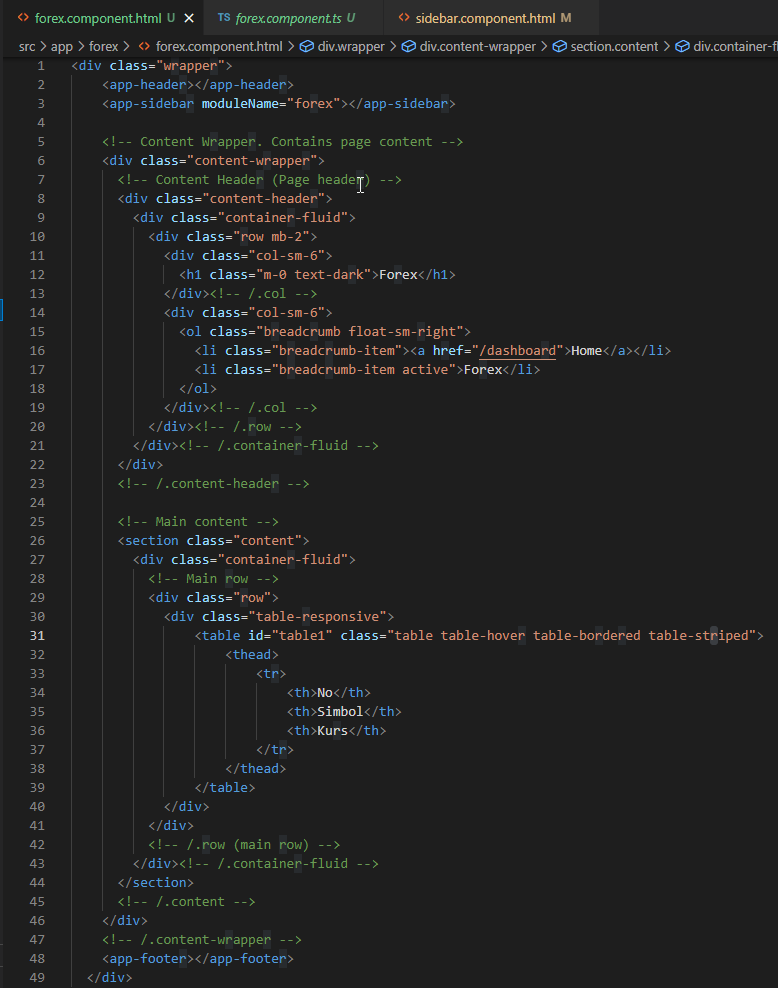 forex.component.html U × TS forex.component.ts U sidebar.component.html M
src > app > forex > forex.component.html > div.wrapper > div.content-wrapper > section.content > div.container-fl
1 <div class="wrapper">
2 <app-header></app-header>
3 <app-sidebar moduleName="forex"></app-sidebar>
4
5 <!-- Content Wrapper. Contains page content -->
6 <div class="content-wrapper">
7 <!-- Content Header (Page header) -->
8 <div class="content-header">
9 <div class="container-fluid">
10 <div class="row mb-2">
11 <div class="col-sm-6">
12 <h1 class="m-0 text-dark">Forex</h1>
13 </div><!-- /.col -->
14 <div class="col-sm-6">
15 <ol class="breadcrumb float-sm-right">
16 <li class="breadcrumb-item"><a href="/dashboard">Home</a></li>
17 <li class="breadcrumb-item active">Forex</li>
18 </ol>
19 </div><!-- /.col -->
20 </div><!-- /.row -->
21 </div><!-- /.container-fluid -->
22 </div>
23 <!-- /.content-header -->
24
25 <!-- Main content -->
26 <section class="content">
27 <div class="container-fluid">
28 <!-- Main row -->
29 <div class="row">
30 <div class="table-responsive">
31 <table id="table1" class="table table-hover table-bordered table-striped">
32 <thead>
33 <tr>
34 <th>No</th>
35 <th>Simbol</th>
36 <th>Kurs</th>
37 </tr>
38 </thead>
39 </table>
40 </div>
41 </div>
42 <!-- /.row (main row) -->
43 </div><!-- /.container-fluid -->
44 </section>
45 <!-- /.content -->
46 </div>
47 <!-- /.content-wrapper -->
48 <app-footer></app-footer>
49 </div>